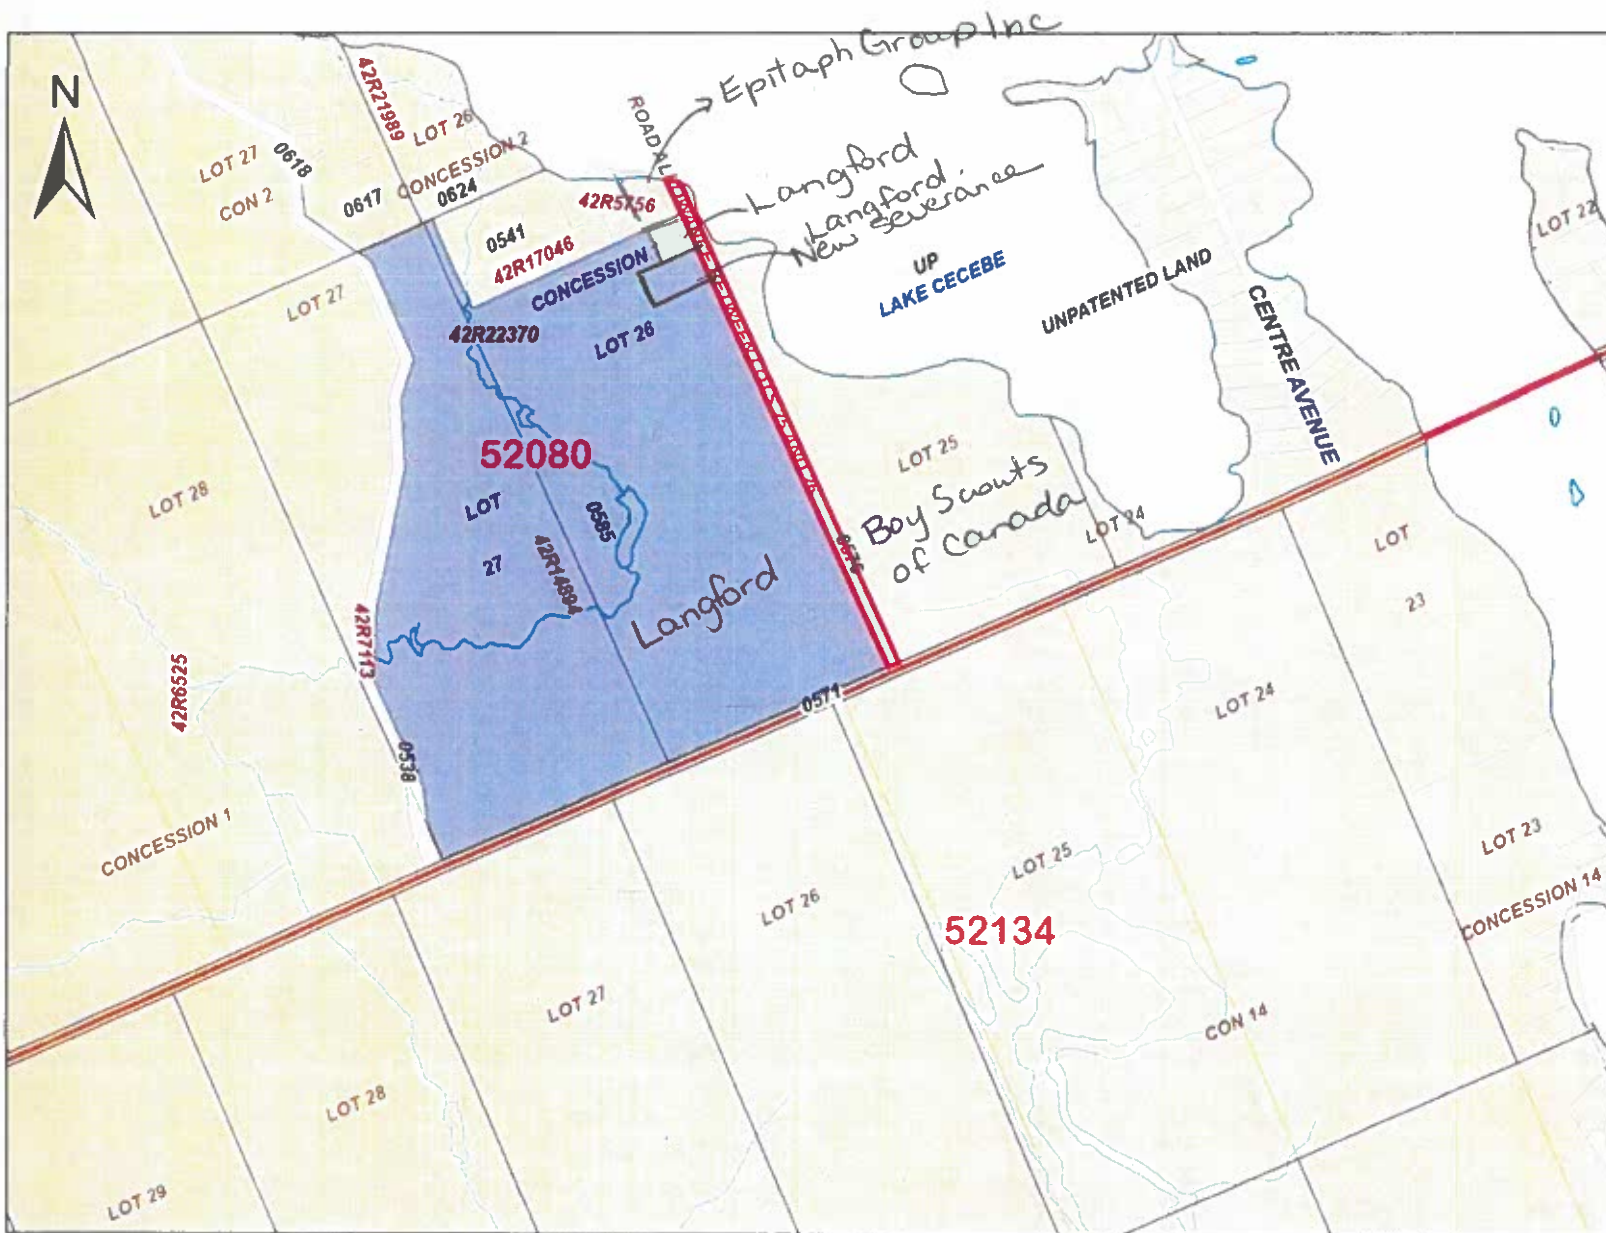 Epitaph Group Inc
N
42R21989
LOT 26
CONCESSION 2
ROAD AL
LOT 27
CON 2
0618
0617
0624
42R5756
Langford
Langford.
New Severance
0541
42R17046
CONCESSION
LOT 26
UP
LAKE CECEBE
UNPATENTED LAND
CENTRE AVENUE
LOT 22
LOT 27
42R22370
52080
LOT
27
0585
42R14894
LOT 28
LOT 25
Boy Scouts
of Canada
LOT 24
LOT
23
Langford
42R7113
42R6525
0538
0571
LOT 24
CONCESSION 1
LOT 25
LOT 26
LOT 23
CONCESSION 14
52134
LOT 27
CON 14
LOT 28
LOT 29